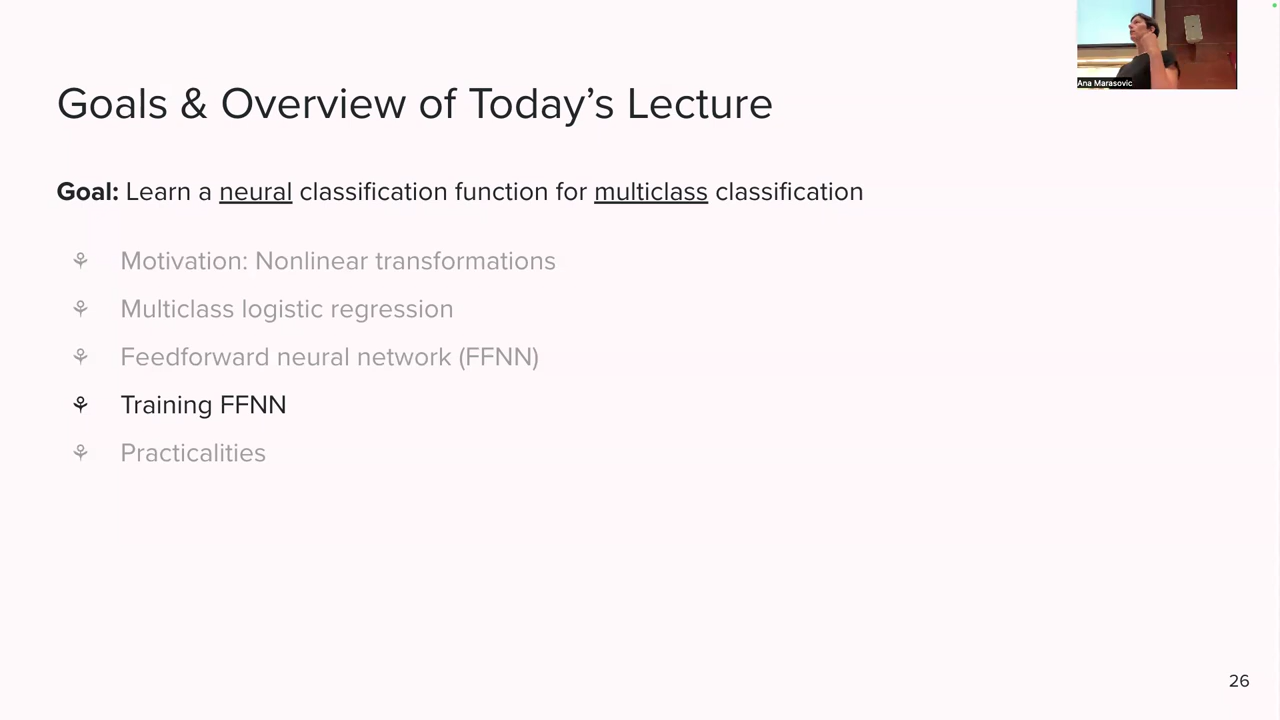 Ana Marasovic
Goals & Overview of Today's Lecture
Goal: Learn a neural classification function for multiclass classification
Motivation: Nonlinear transformations
Multiclass logistic regression
Feedforward neural network (FFNN)
Training FFNN
Practicalities
26